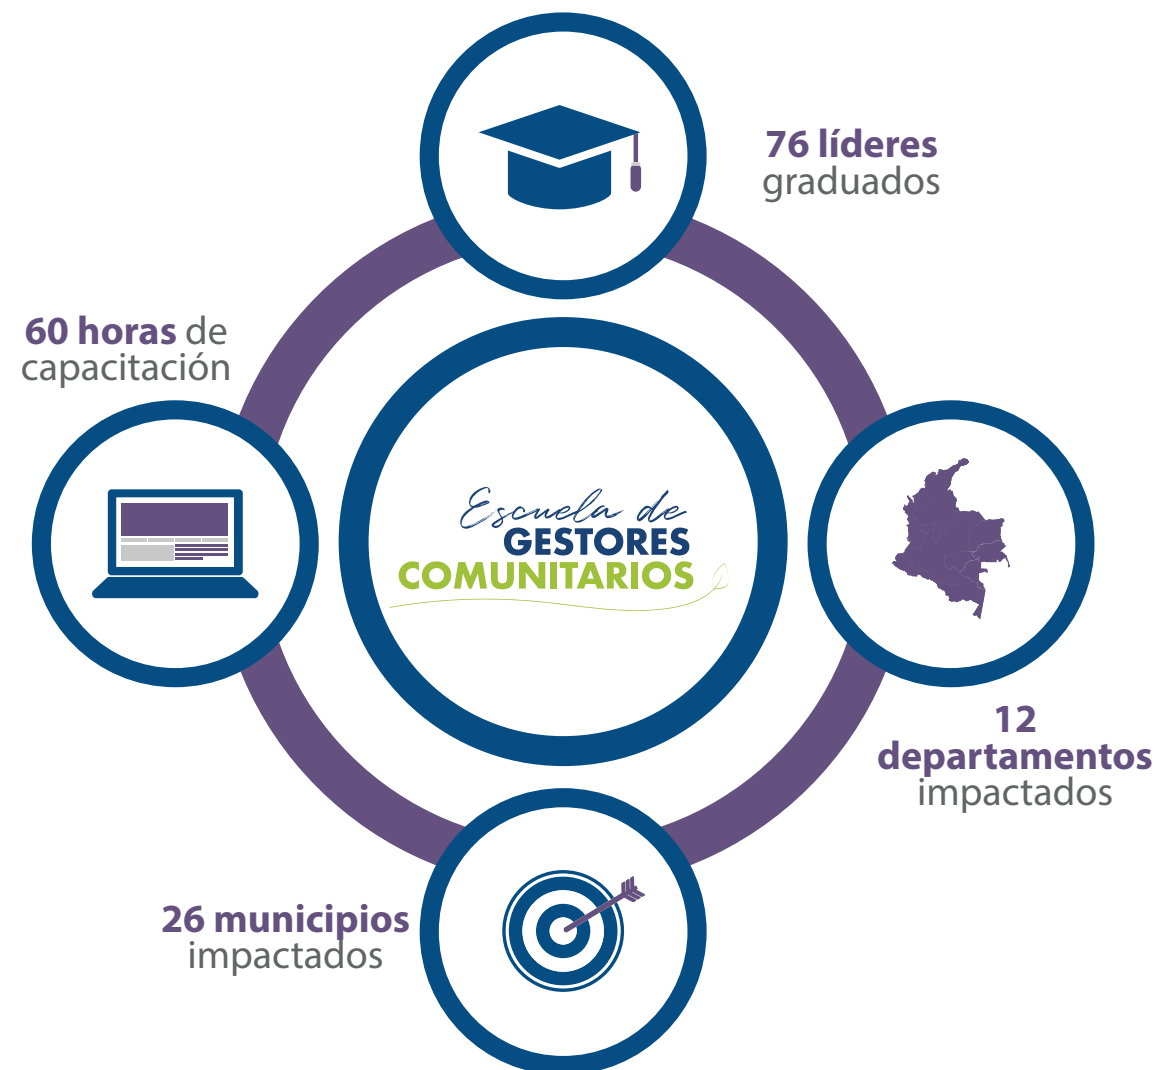 76 líderes
graduados
60 horas de
capacitación
Escuela de
GESTORES
COMUNITARIOS
12
departamentos
impactados
26 municipios
impactados